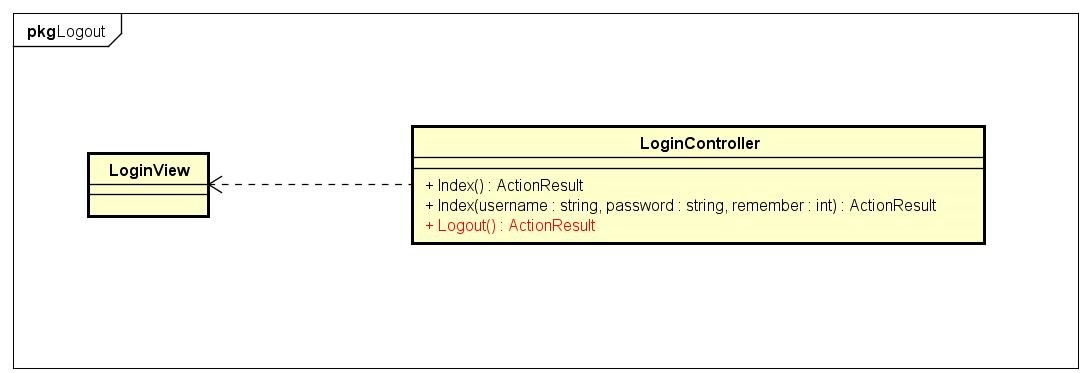 pkgLogout
LoginView
LoginController
+ Index() : ActionResult
+ Index(username : string, password : string, remember : int) : ActionResult
+ Logout() : ActionResult